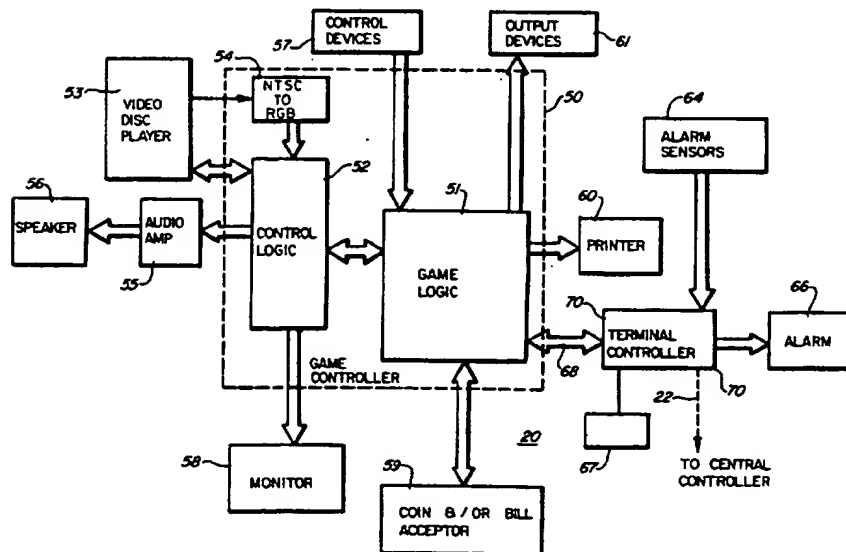 CONTROL
DEVICES
57
OUTPUT
DEVICES
61
54
NTSC
TO
RGB
50
53
VIDEO
DISC
PLAYER
64
ALARM
SENSORS
52
CONTROL
LOGIC
56
SPEAKER
AUDIO
AMP
55
51
GAME
LOGIC
60
PRINTER
66
ALARM
70
TERMINAL
CONTROLLER
70
68
GAME
CONTROLLER
22
20
67
TO CENTRAL
CONTROLLER
58
MONITOR
59
COIN &/OR BILL
ACCEPTOR